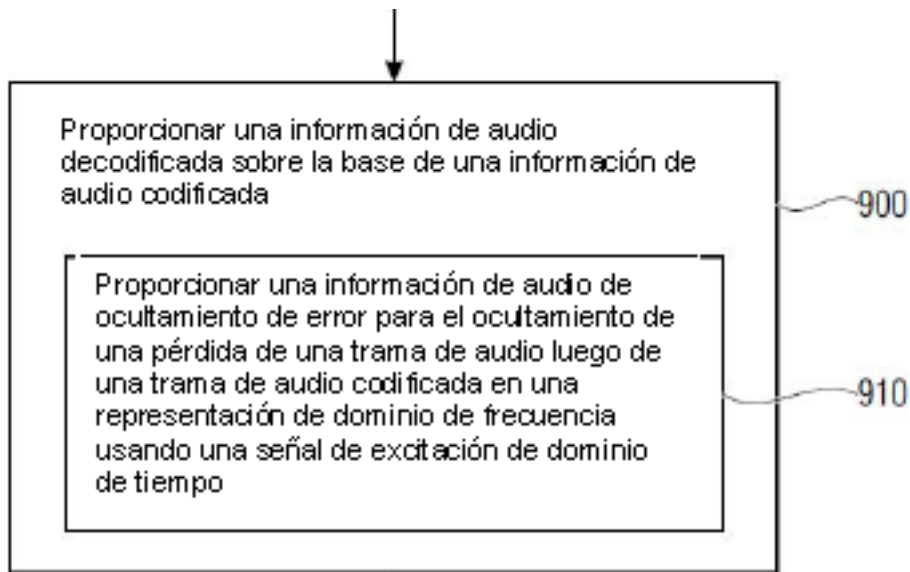 Proporcionar una información de audio
decodificada sobre la base de una información de
audio codificada
900
Proporcionar una información de audio de
ocultamiento de error para el ocultamiento de
una pérdida de una trama de audio luego de
una trama de audio codificada en una
representación de dominio de frecuencia
usando una señal de excitación de dominio
de tiempo
910